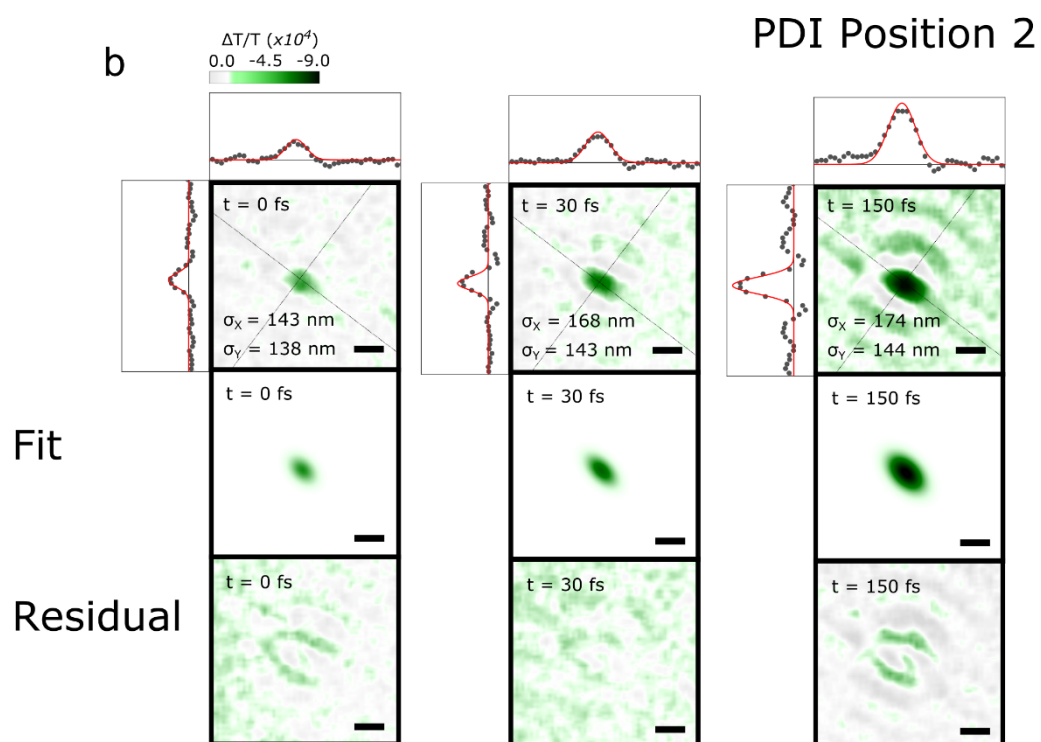 PDI Position 2
b
ΔT/T (x10⁴)
0.0 -4.5 -9.0
t = 0 fs
σX = 143 nm
σY = 138 nm
t = 30 fs
σX = 168 nm
σY = 143 nm
t = 150 fs
σX = 174 nm
σY = 144 nm
Fit
t = 0 fs
t = 30 fs
t = 150 fs
Residual
t = 0 fs
t = 30 fs
t = 150 fs